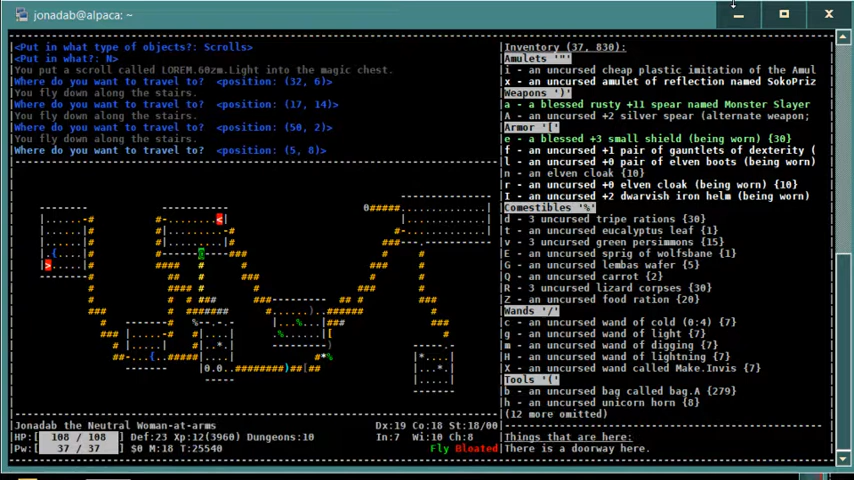 jonadab@alpaca: ~
<Put in what type of objects?: Scrolls>
<Put in what?: N>
You put a scroll called LOREM.60zm.Light into the magic chest.
Where do you want to travel to?  <position: (32, 6)>
You fly down along the stairs.
Where do you want to travel to?  <position: (17, 14)>
You fly down along the stairs.
Where do you want to travel to?  <position: (50, 2)>
You fly down along the stairs.
Where do you want to travel to?  <position: (5, 8)>
Jonadab the Neutral Woman-at-arms    Dx:19 Co:18 St:18/00
HP:[ 108 / 108 ] Def:23 Xp:12(3960) Dungeons:10    In:7  Wi:10 Ch:8
Pw:[ 37 / 37 ] $0 M:18 T:25540    Fly Bloated
Inventory (37, 830):
Amulets '"'
i - an uncursed cheap plastic imitation of the Amul
x - an uncursed amulet of reflection named SokoPriz
Weapons ')'
a - a blessed rusty +11 spear named Monster Slayer
A - an uncursed +2 silver spear (alternate weapon;
Armor '['
e - a blessed +3 small shield (being worn) {30}
f - an uncursed +1 pair of gauntlets of dexterity (
l - an uncursed +0 pair of elven boots (being worn)
n - an elven cloak {10}
r - an uncursed +0 elven cloak (being worn) {10}
I - an uncursed +2 dwarvish iron helm (being worn)
Comestibles '%'
d - 3 uncursed tripe rations {30}
t - an uncursed eucalyptus leaf {1}
v - 3 uncursed green persimmons {15}
E - an uncursed sprig of wolfsbane {1}
G - an uncursed lembas wafer {5}
Q - an uncursed carrot {2}
R - 3 uncursed lizard corpses {30}
Z - an uncursed food ration {20}
Wands '/'
c - an uncursed wand of cold (0:4) {7}
g - an uncursed wand of light {7}
m - an uncursed wand of digging {7}
H - an uncursed wand of lightning {7}
X - an uncursed wand called Make.Invis {7}
Tools '('
b - an uncursed bag called bag.A {279}
h - an uncursed unicorn horn {8}
(12 more omitted)
Things that are here:
There is a doorway here.